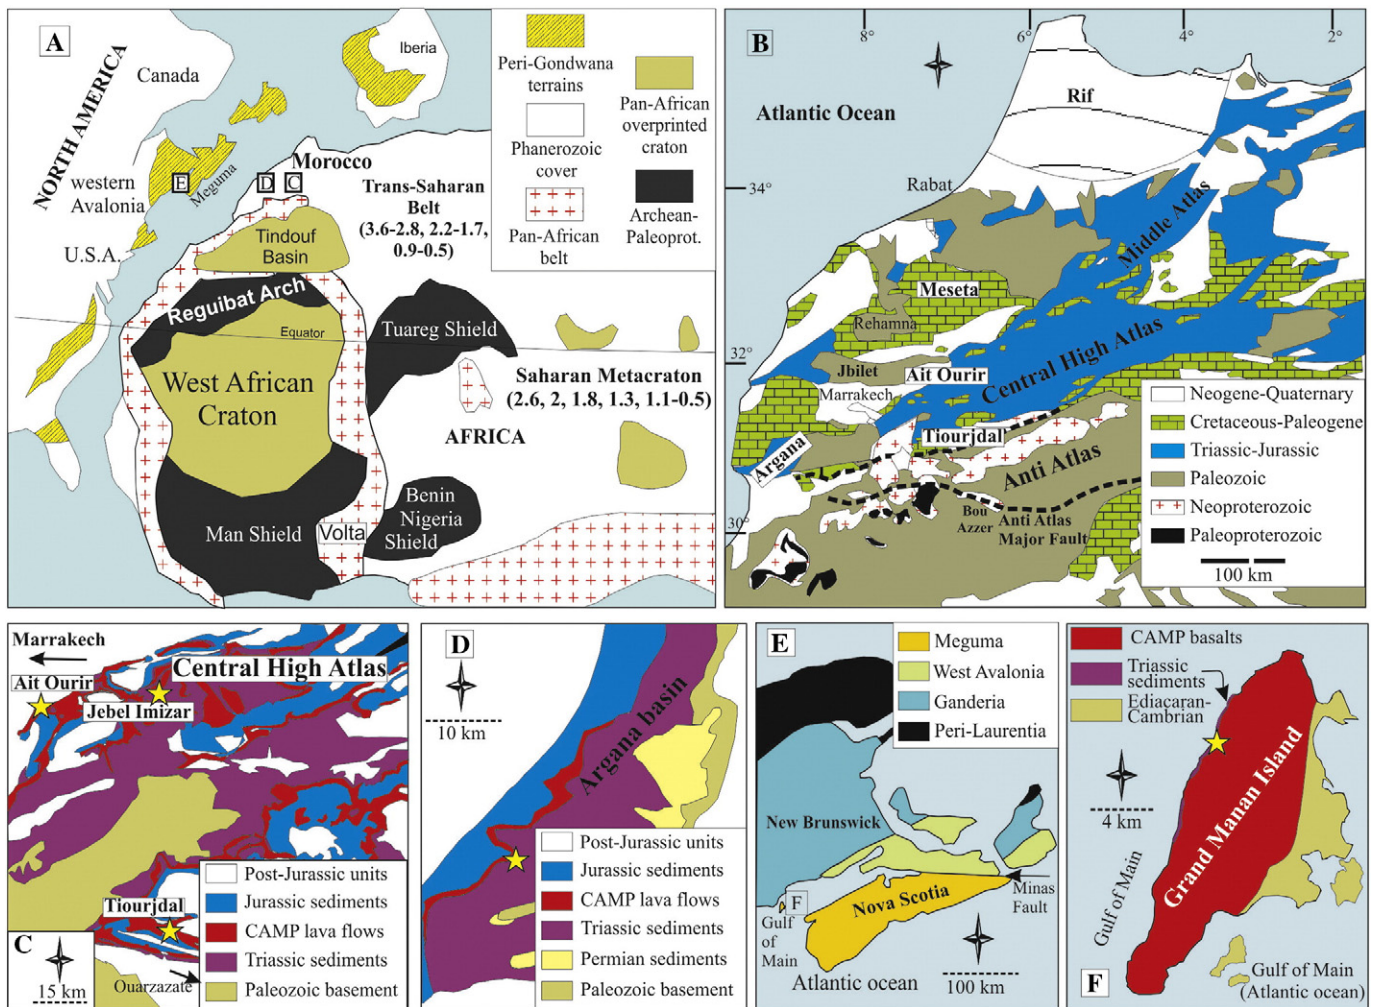 A
NORTH AMERICA
Canada
Iberia
western
Avalonia
E
Meguma
D
C
Morocco
U.S.A.
Trans-Saharan
Belt
(3.6-2.8, 2.2-1.7,
0.9-0.5)
Tindouf
Basin
Reguibat Arch
Equator
Tuareg Shield
West African
Craton
Saharan Metacraton
(2.6, 2, 1.8, 1.3, 1.1-0.5)
AFRICA
Man Shield
Volta
Benin
Nigeria
Shield
Peri-Gondwana
terrains
Phanerozoic
cover
Pan-African
belt
Pan-African
overprinted
craton
Archean-
Paleoprot.
B
8°
6°
4°
2°
34°
32°
30°
Atlantic Ocean
Rif
Rabat
Middle Atlas
Meseta
Rehamna
Jbilet
Ait Ourir
Central High Atlas
Marrakech
Tiourjdal
Argana
Anti Atlas
Bou
Azzer
Anti Atlas
Major Fault
Neogene-Quaternary
Cretaceous-Paleogene
Triassic-Jurassic
Paleozoic
Neoproterozoic
Paleoproterozoic
100 km
Marrakech
Central High Atlas
Ait Ourir
Jebel Imizar
Tiourjdal
C
15 km
Ouarzazate
Post-Jurassic units
Jurassic sediments
CAMP lava flows
Triassic sediments
Paleozoic basement
D
10 km
Argana basin
Post-Jurassic units
Jurassic sediments
CAMP lava flows
Triassic sediments
Permian sediments
Paleozoic basement
E
Meguma
West Avalonia
Ganderia
Peri-Laurentia
New Brunswick
F
Nova Scotia
Minas
Fault
Gulf
of
Main
Atlantic ocean
100 km
CAMP basalts
Triassic
sediments
Ediacaran-
Cambrian
4 km
Grand Manan Island
Gulf of Main
F
Gulf of Main
(Atlantic ocean)